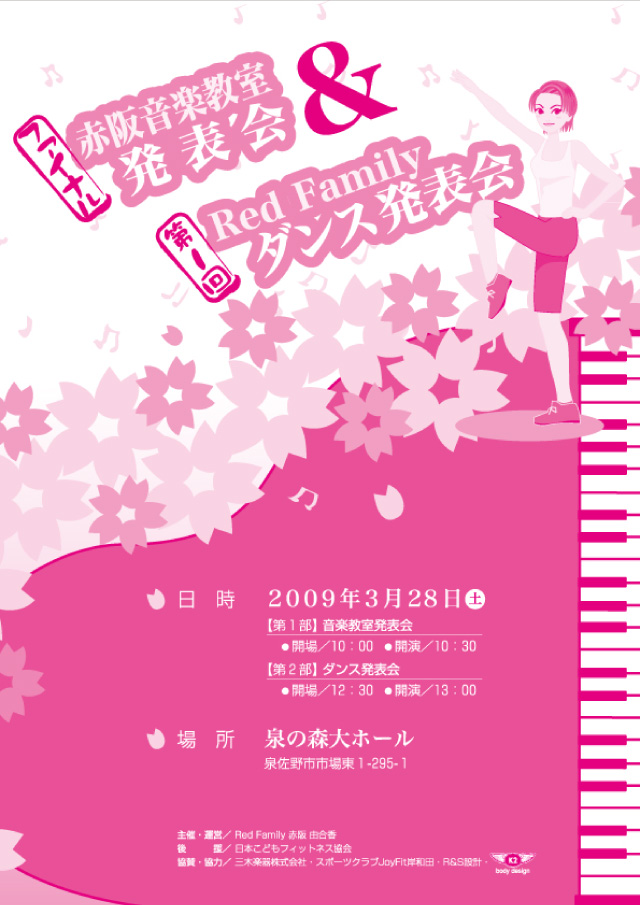 ファイナル
赤阪音楽教室
発表会
&
第1回
Red Family
ダンス発表会
日時 2009年3月28日土
【第1部】音楽教室発表会
●開場／10：00 ●開演／10：30
【第2部】ダンス発表会
●開場／12：30 ●開演／13：00
場所 泉の森大ホール
泉佐野市市場東1-295-1
主催・運営／ Red Family 赤阪 由合香
後 援／ 日本こどもフィットネス協会
協賛・協力／ 三木楽器株式会社・スポーツクラブJoyFit岸和田・R&S設計・
K2
body design